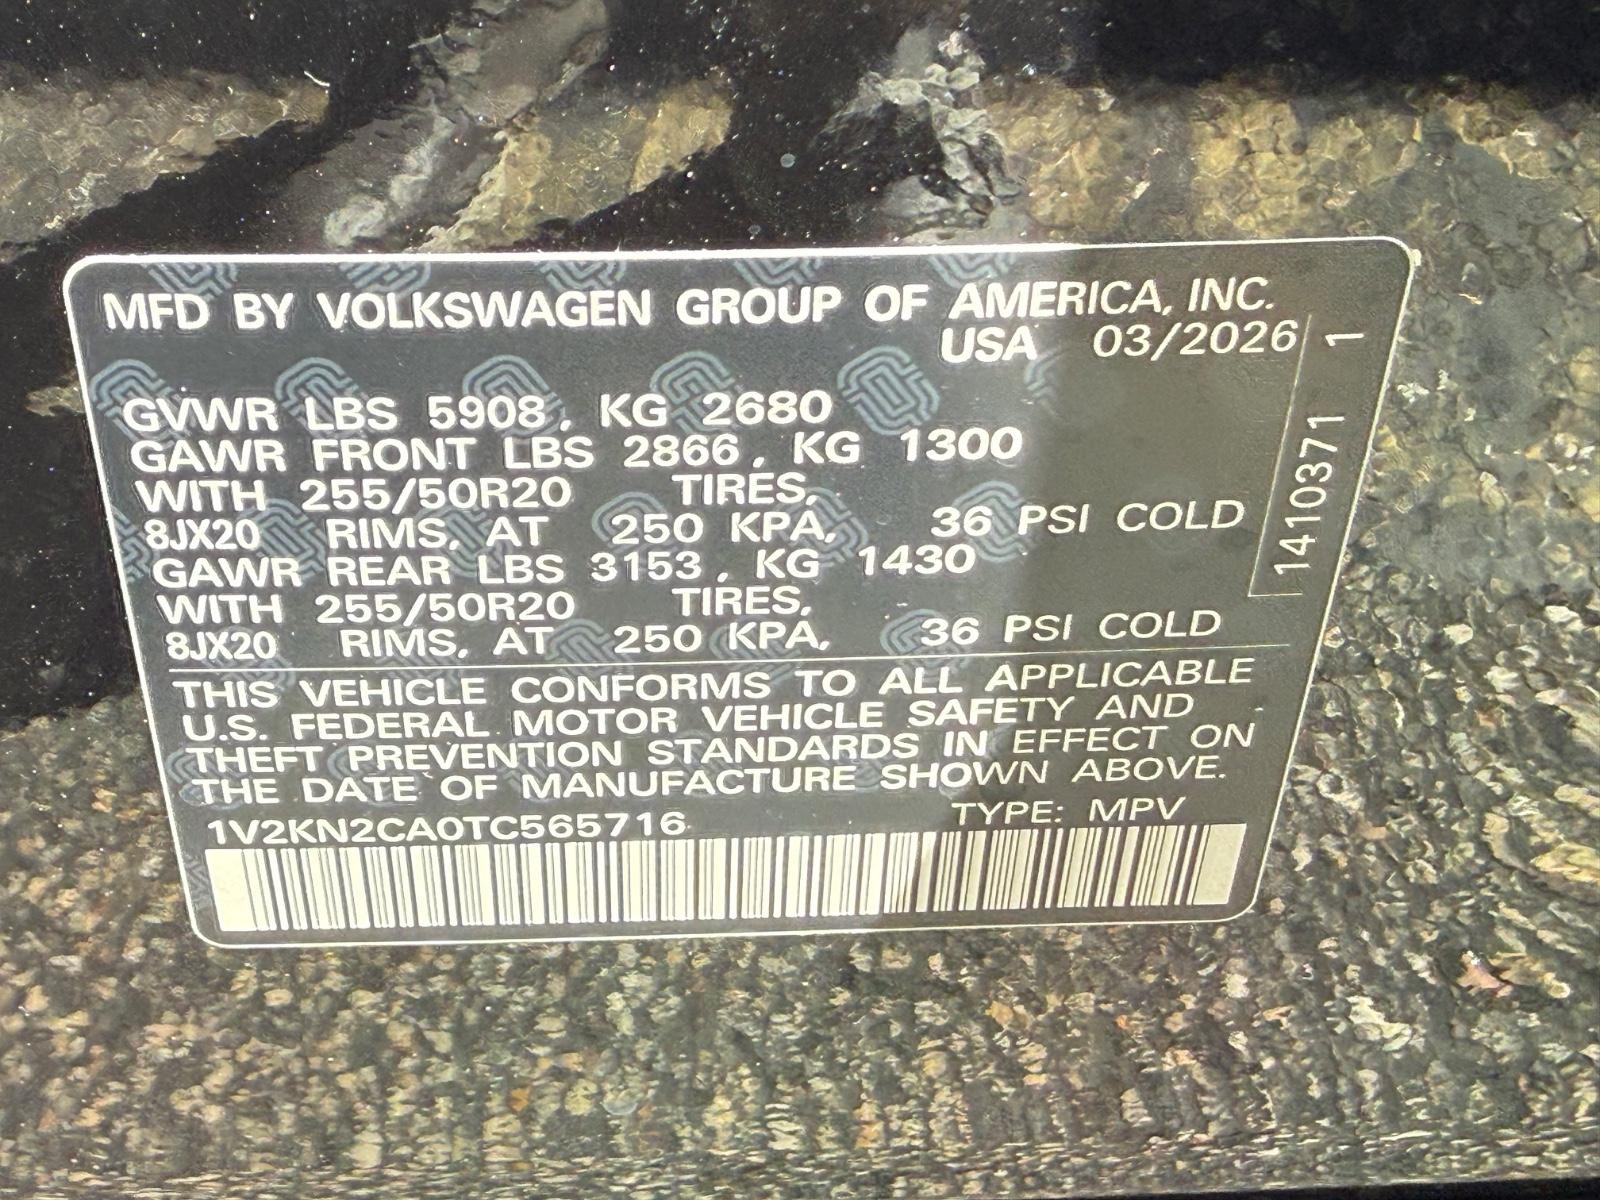 MFD BY VOLKSWAGEN GROUP OF AMERICA, INC.
USA 03/2026
GVWR LBS 5908, KG 2680
GAWR FRONT LBS 2866, KG 1300
WITH 255/50R20 TIRES,
8JX20 RIMS, AT 250 KPA, 36 PSI COLD
GAWR REAR LBS 3153, KG 1430
WITH 255/50R20 TIRES,
8JX20 RIMS, AT 250 KPA, 36 PSI COLD
THIS VEHICLE CONFORMS TO ALL APPLICABLE
U.S. FEDERAL MOTOR VEHICLE SAFETY AND
THEFT PREVENTION STANDARDS IN EFFECT ON
THE DATE OF MANUFACTURE SHOWN ABOVE.
1V2KN2CA0TC565716 TYPE: MPV
1410371 1